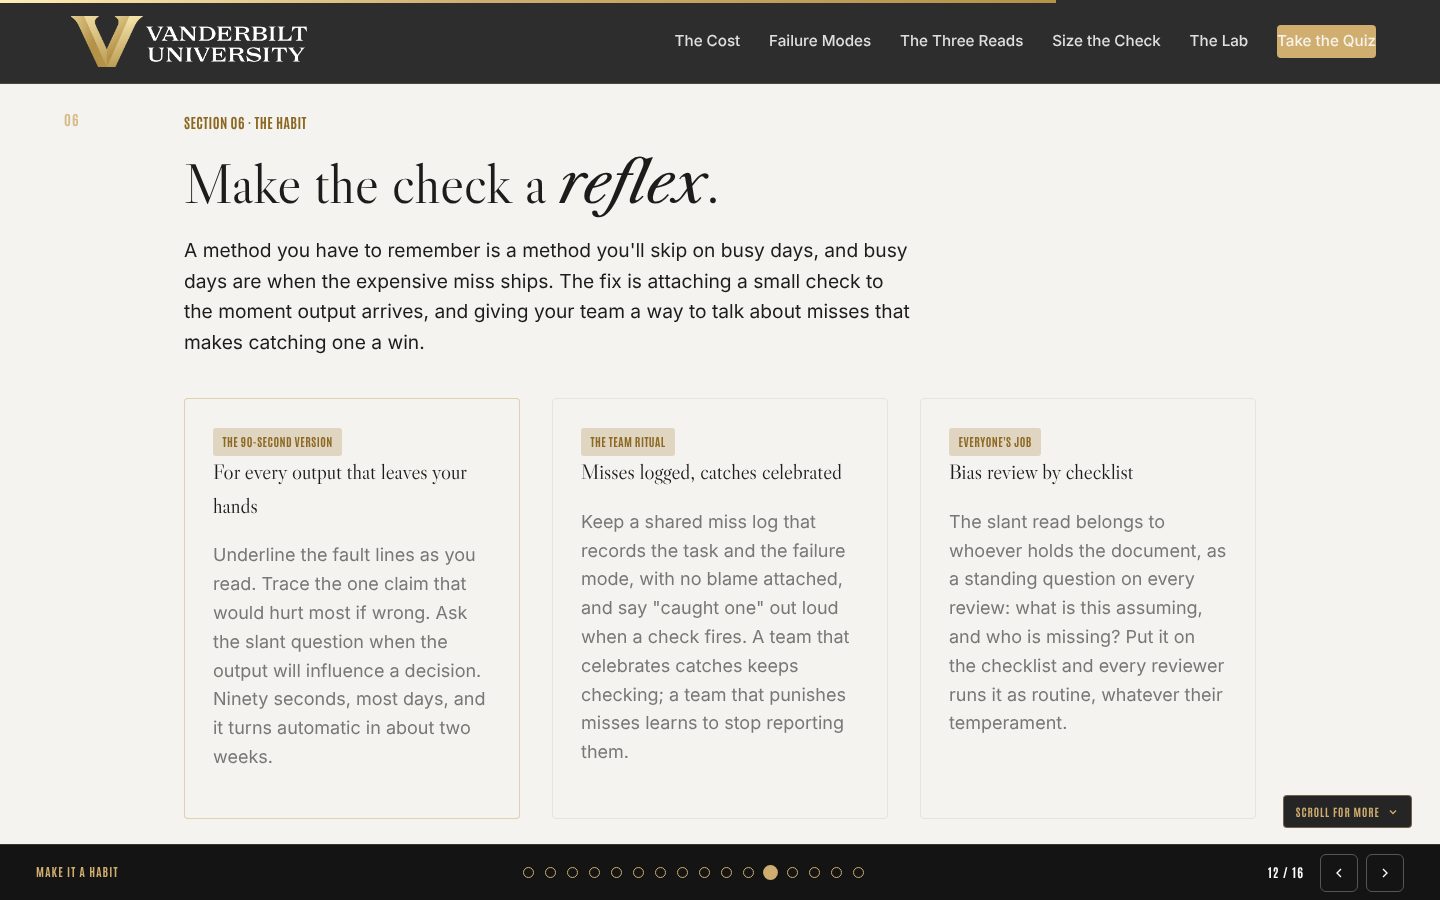 VANDERBILT
UNIVERSITY
The Cost
Failure Modes
The Three Reads
Size the Check
The Lab
Take the Quiz
06
SECTION 06 · THE HABIT
Make the check a reflex.
A method you have to remember is a method you'll skip on busy days, and busy
days are when the expensive miss ships. The fix is attaching a small check to
the moment output arrives, and giving your team a way to talk about misses that
makes catching one a win.
THE 90-SECOND VERSION
For every output that leaves your
hands
Underline the fault lines as you
read. Trace the one claim that
would hurt most if wrong. Ask
the slant question when the
output will influence a decision.
Ninety seconds, most days, and
it turns automatic in about two
weeks.
THE TEAM RITUAL
Misses logged, catches celebrated
Keep a shared miss log that
records the task and the failure
mode, with no blame attached,
and say "caught one" out loud
when a check fires. A team that
celebrates catches keeps
checking; a team that punishes
misses learns to stop reporting
them.
EVERYONE'S JOB
Bias review by checklist
The slant read belongs to
whoever holds the document, as
a standing question on every
review: what is this assuming,
and who is missing? Put it on
the checklist and every reviewer
runs it as routine, whatever their
temperament.
SCROLL FOR MORE
MAKE IT A HABIT
12 / 16